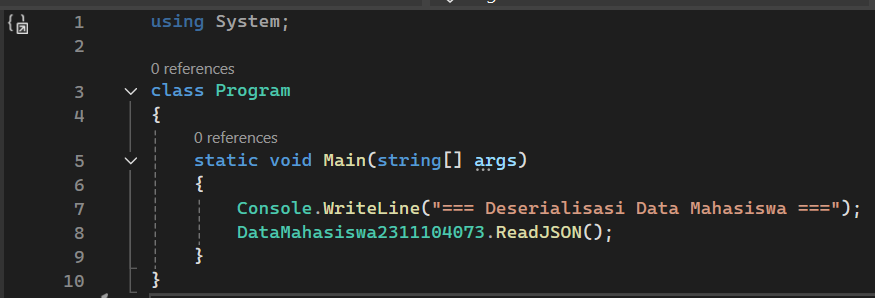 1 using System;
2
0 references
3 class Program
4 {
0 references
5 static void Main(string[] args)
6 {
7 Console.WriteLine("=== Deserialisasi Data Mahasiswa ===");
8 DataMahasiswa2311104073.ReadJSON();
9 }
10 }